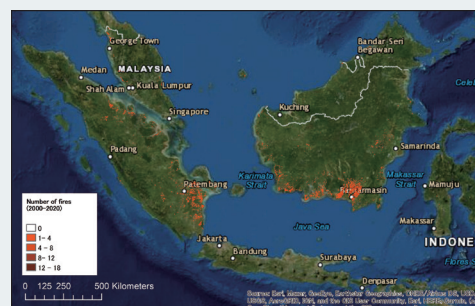 George Town
Medan
MALAYSIA
Shah Alam
Kuala Lumpur
Singapore
Padang
Palembang
Jakarta
Bandung
Surabaya
Denpasar
Bandar Seri
Begawan
Kuching
Samarinda
Karimata
Strait
Banjarmasin
Makassar
Strait
Mamuju
Makassar
Java Sea
INDONE
Flores S
Celeb
Number of fires
(2000-2020)
0
1-4
4-8
8-12
12-18
0 125 250 500 Kilometers